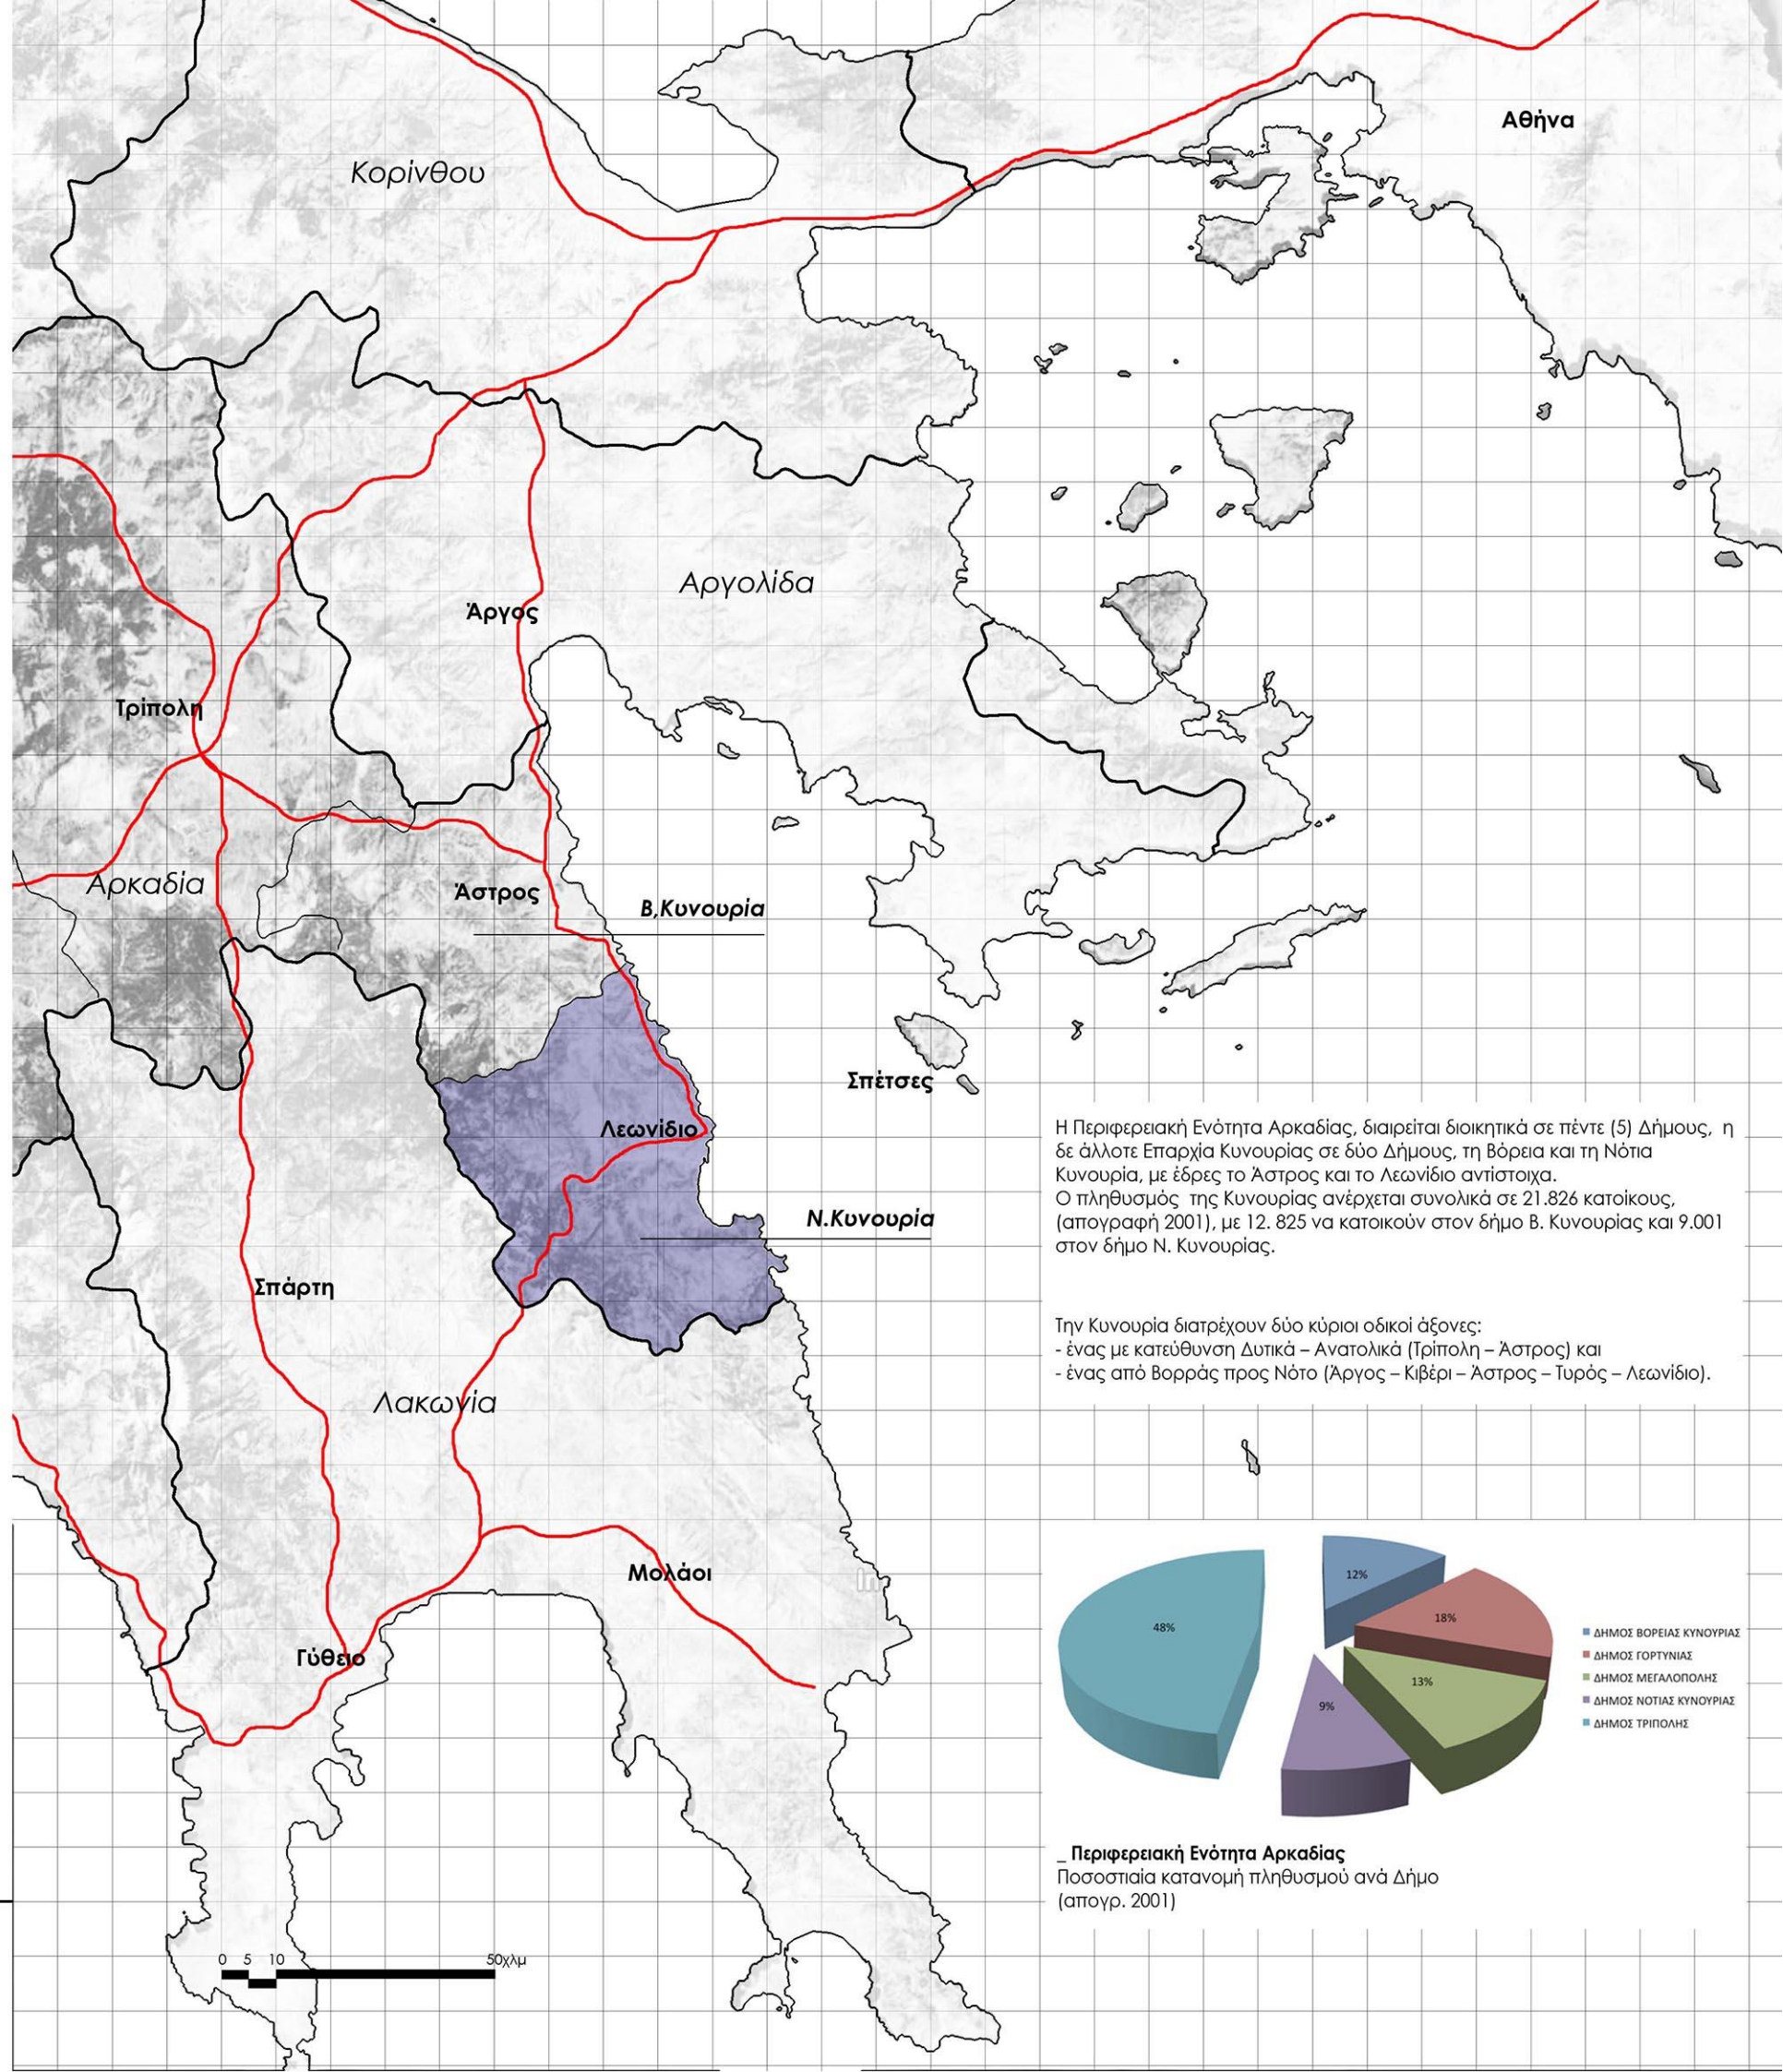 Αθήνα
Κορίνθου
Αργολίδα
Άργος
Τρίπολη
Αρκαδία
Άστρος
Β,Κυνουρία
Σπέτσες
Λεωνίδιο
Η Περιφερειακή Ενότητα Αρκαδίας, διαιρείται διοικητικά σε πέντε (5) Δήμους, η
δε άλλοτε Επαρχία Κυνουρίας σε δύο Δήμους, τη Βόρεια και τη Νότια
Κυνουρία, με έδρες το Άστρος και το Λεωνίδιο αντίστοιχα.
Ο πληθυσμός της Κυνουρίας ανέρχεται συνολικά σε 21.826 κατοίκους,
(απογραφή 2001), με 12. 825 να κατοικούν στον δήμο Β. Κυνουρίας και 9.001
στον δήμο Ν. Κυνουρίας.
Ν.Κυνουρία
Σπάρτη
Την Κυνουρία διατρέχουν δύο κύριοι οδικοί άξονες:
- ένας με κατεύθυνση Δυτικά – Ανατολικά (Τρίπολη – Άστρος) και
- ένας από Βορράς προς Νότο (Άργος – Κιβέρι – Άστρος – Τυρός – Λεωνίδιο).
Λακωνία
Μολάοι
Γύθειο
12%
18%
48%
13%
9%
ΔΗΜΟΣ ΒΟΡΕΙΑΣ ΚΥΝΟΥΡΙΑΣ
ΔΗΜΟΣ ΓΟΡΤΥΝΙΑΣ
ΔΗΜΟΣ ΜΕΓΑΛΟΠΟΛΗΣ
ΔΗΜΟΣ ΝΟΤΙΑΣ ΚΥΝΟΥΡΙΑΣ
ΔΗΜΟΣ ΤΡΙΠΟΛΗΣ
_ Περιφερειακή Ενότητα Αρκαδίας
Ποσοστιαία κατανομή πληθυσμού ανά Δήμο
(απογρ. 2001)
0 5 10 50χλμ